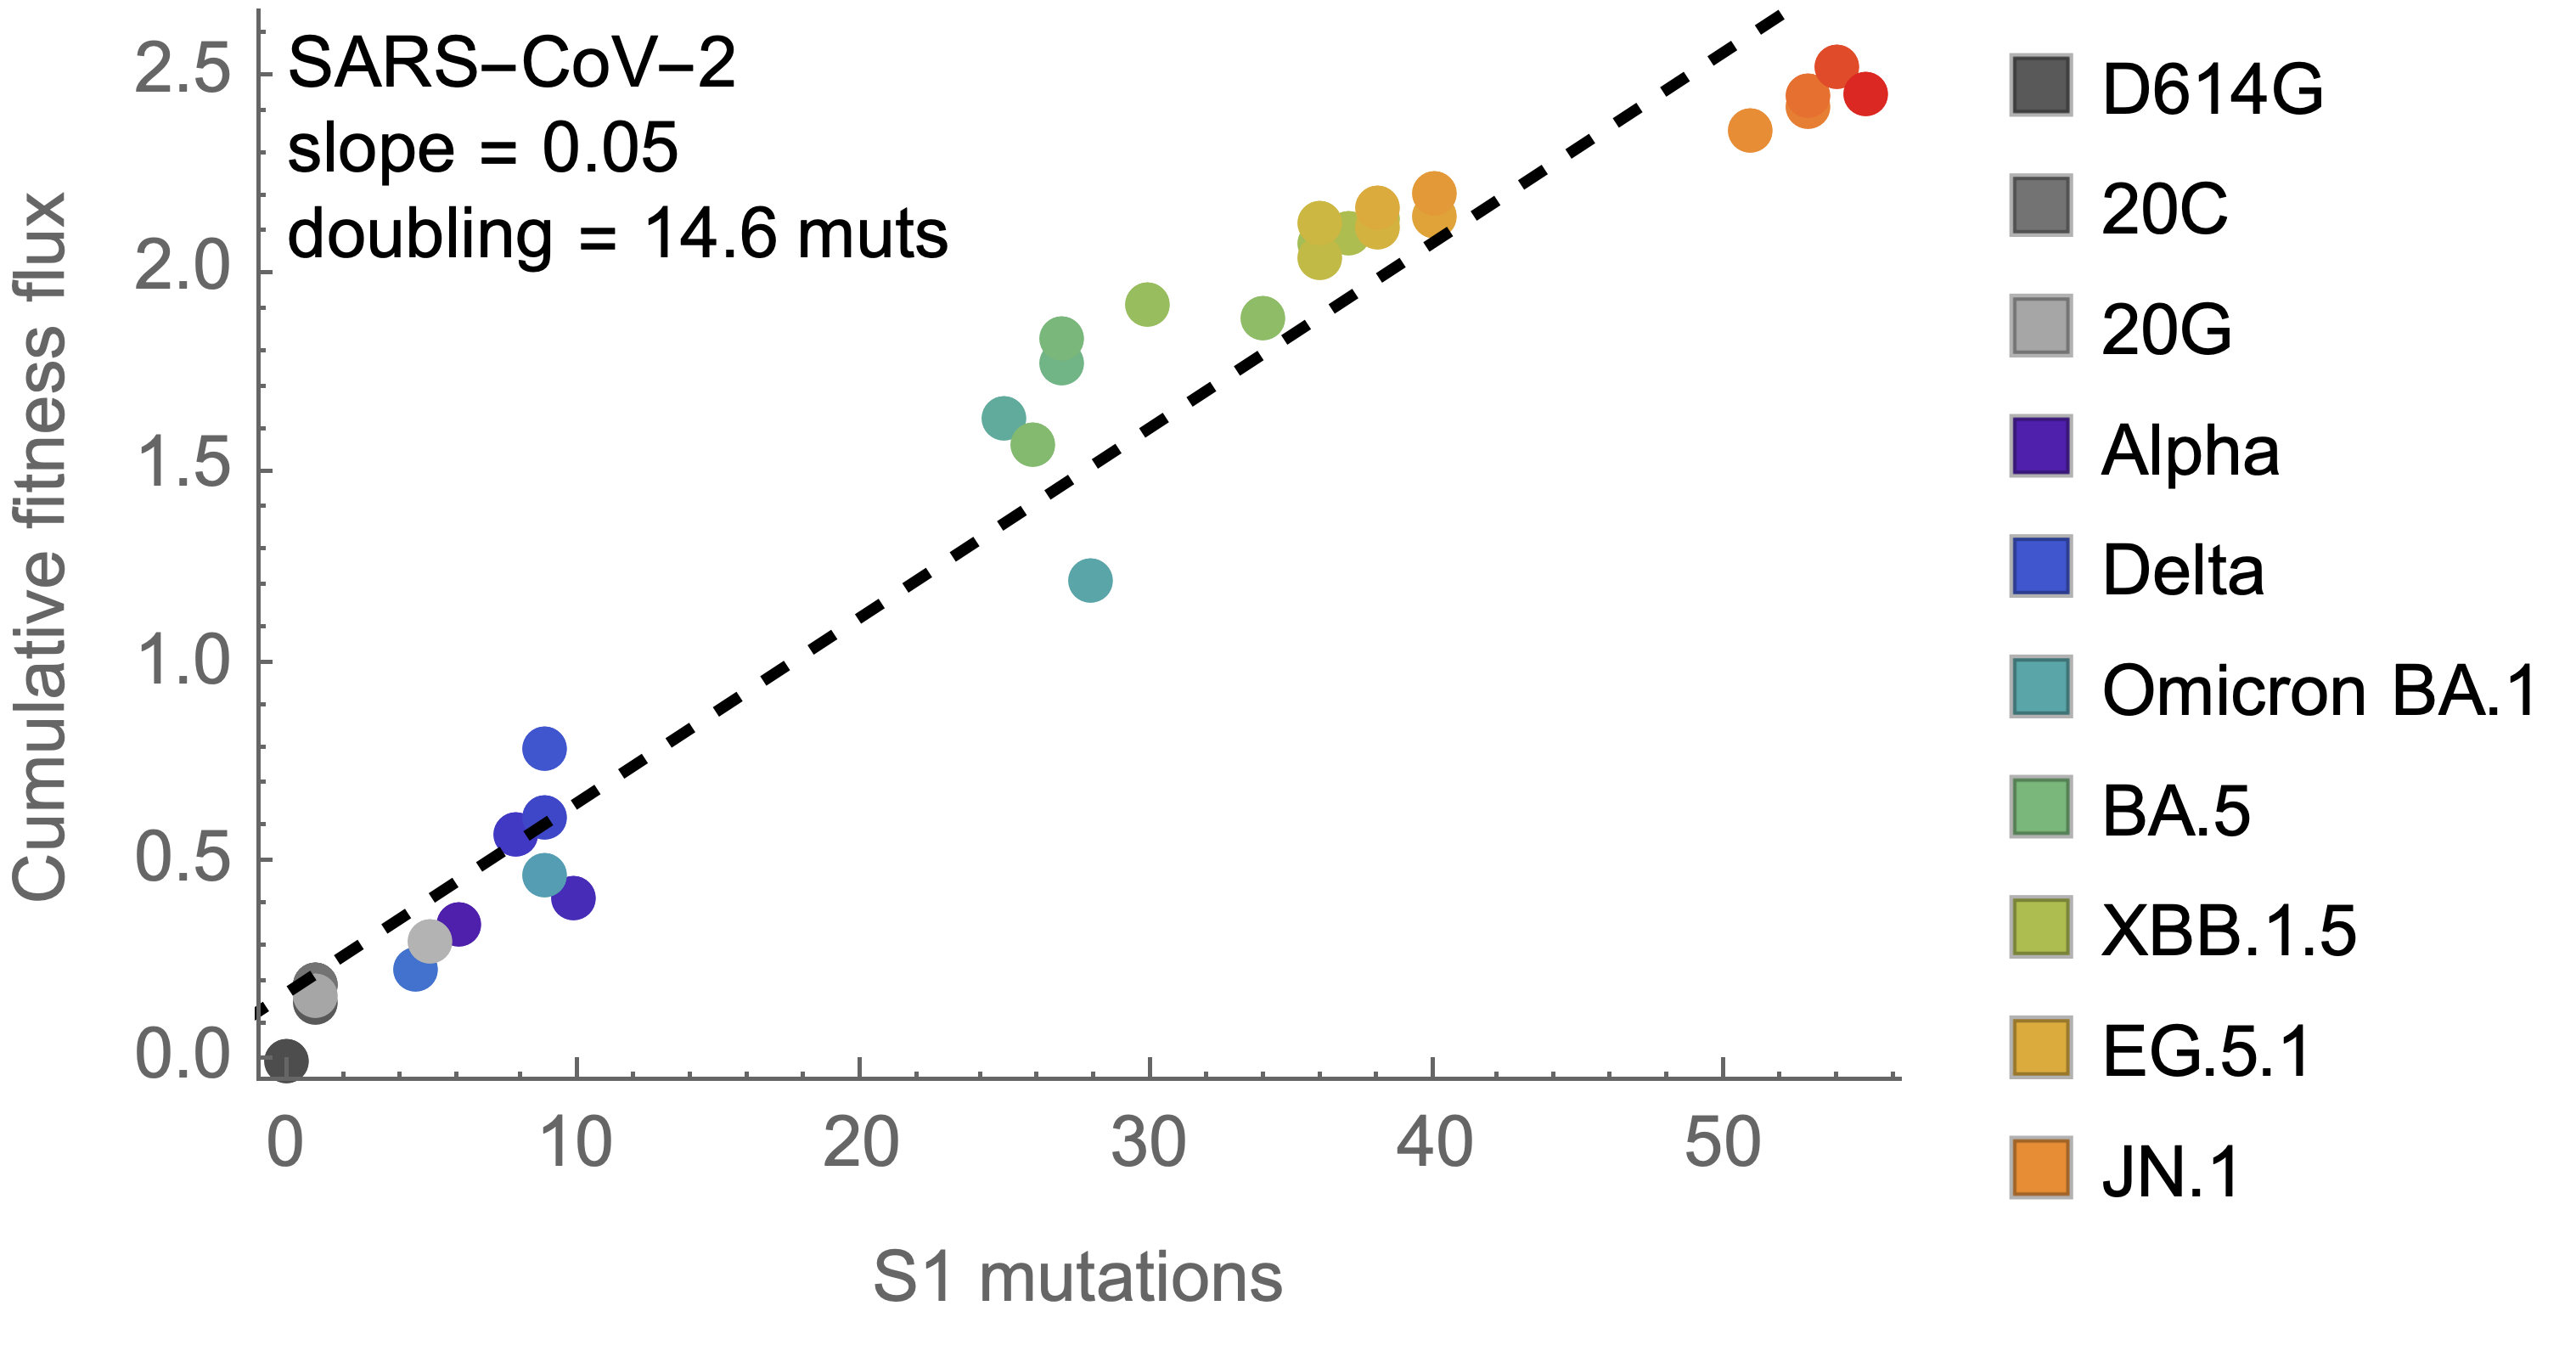 SARS−CoV−2
slope = 0.05
doubling = 14.6 muts
Cumulative fitness flux
2.5
2.0
1.5
1.0
0.5
0.0
0 10 20 30 40 50
S1 mutations
D614G
20C
20G
Alpha
Delta
Omicron BA.1
BA.5
XBB.1.5
EG.5.1
JN.1